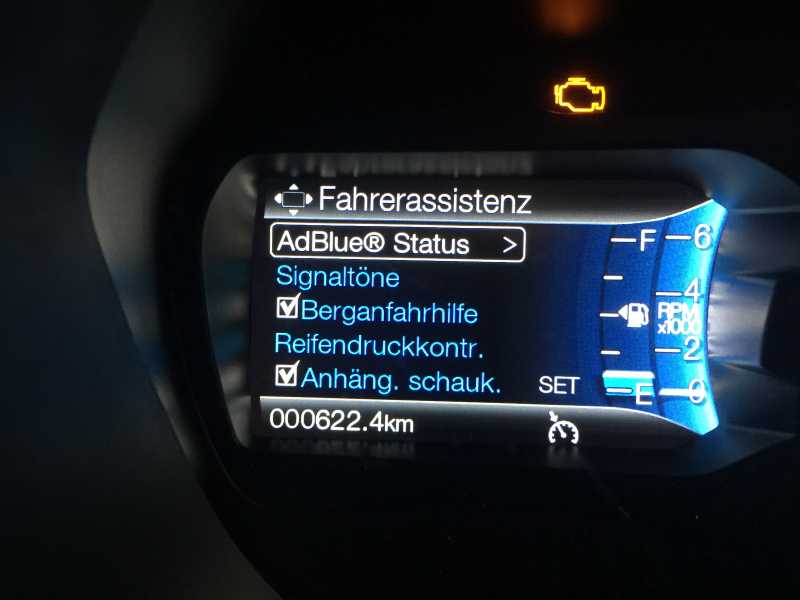 Fahrerassistenz
AdBlue® Status >
Signaltöne
Berganfahrhilfe
Reifendruckkontr.
Anhäng. schauk.
SET
000622.4km
F
E
6
4
RPM
x1000
2
0